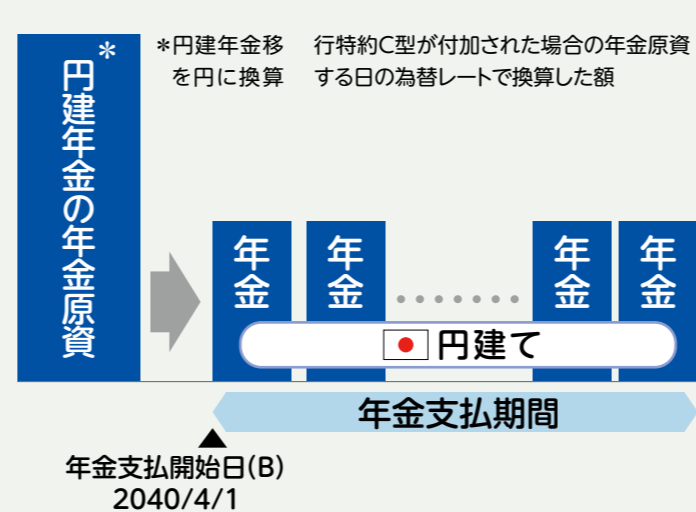 円建年金の年金原資*
*円建年金移　行特約C型が付加された場合の年金原資
を円に換算　する日の為替レートで換算した額
年金　年金　・・・・・・・　年金　年金
円建て
年金支払期間
▲
年金支払開始日(B)
2040/4/1